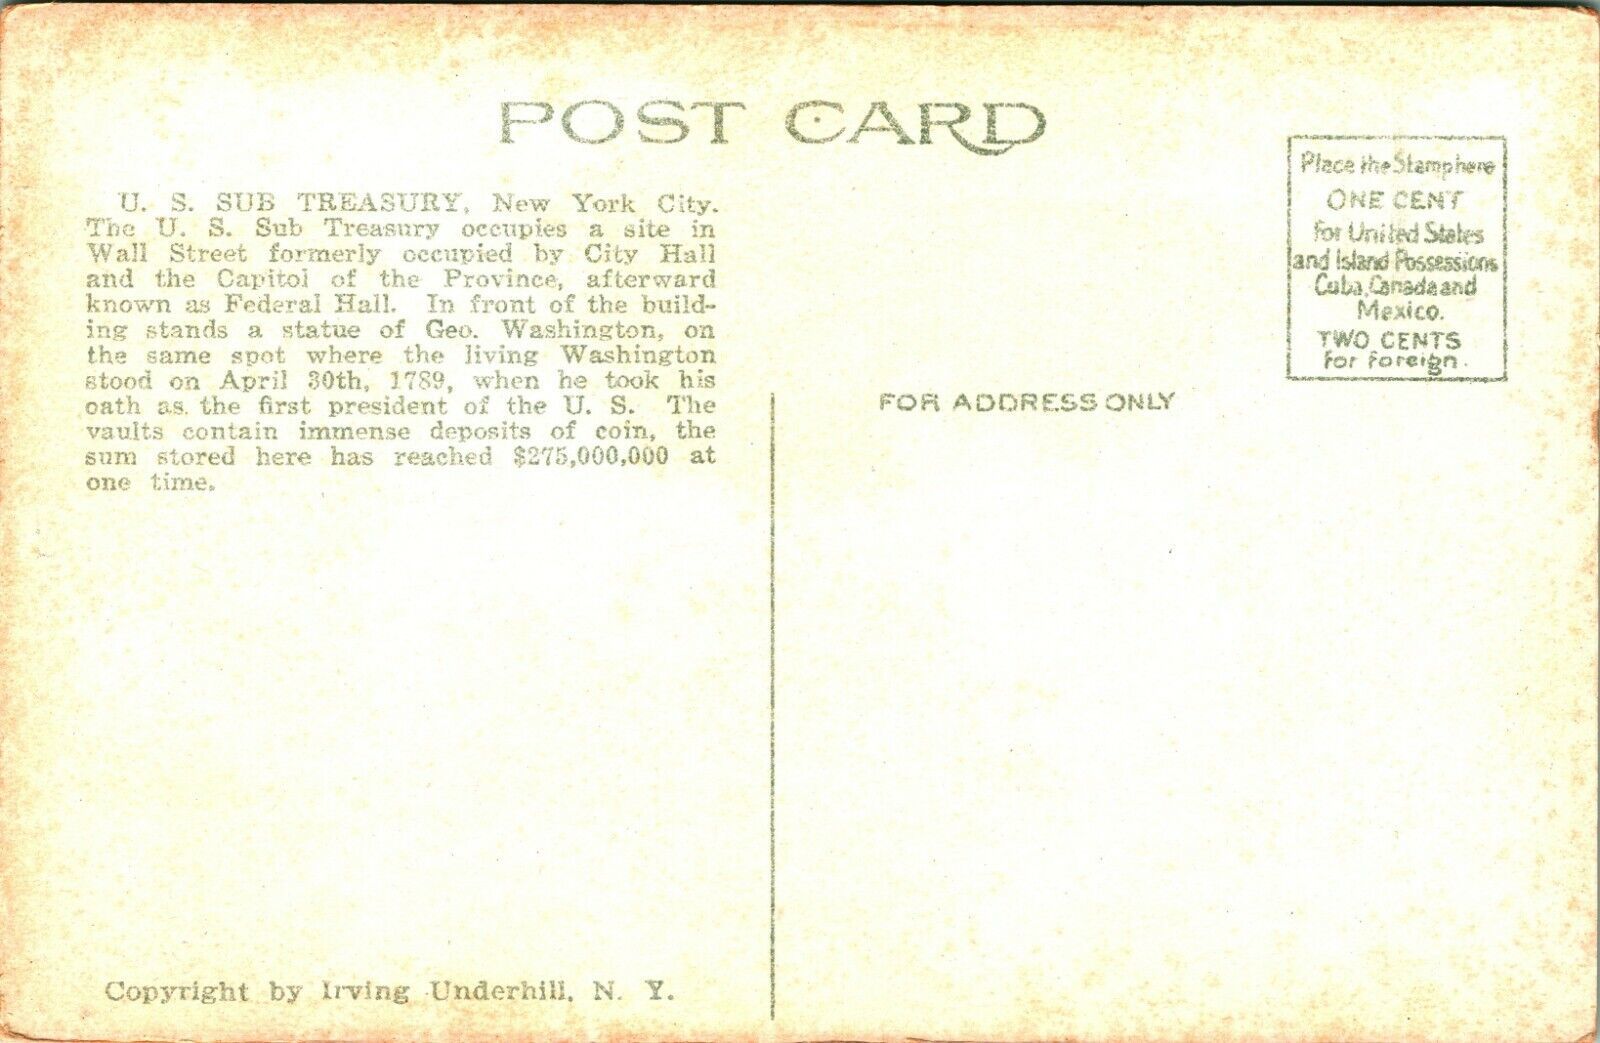 POST CARD
U. S. SUB TREASURY, New York City.
The U. S. Sub Treasury occupies a site in
Wall Street formerly occupied by City Hall
and the Capitol of the Province, afterward
known as Federal Hall. In front of the build-
ing stands a statue of Geo. Washington, on
the same spot where the living Washington
stood on April 30th, 1789, when he took his
oath as the first president of the U. S. The
vaults contain immense deposits of coin, the
sum stored here has reached $275,000,000 at
one time.
Copyright by Irving Underhill, N. Y.
Place the Stamp here
ONE CENT
for United States
and Island Possessions
Cuba, Canada and
Mexico.
TWO CENTS
for foreign.
FOR ADDRESS ONLY